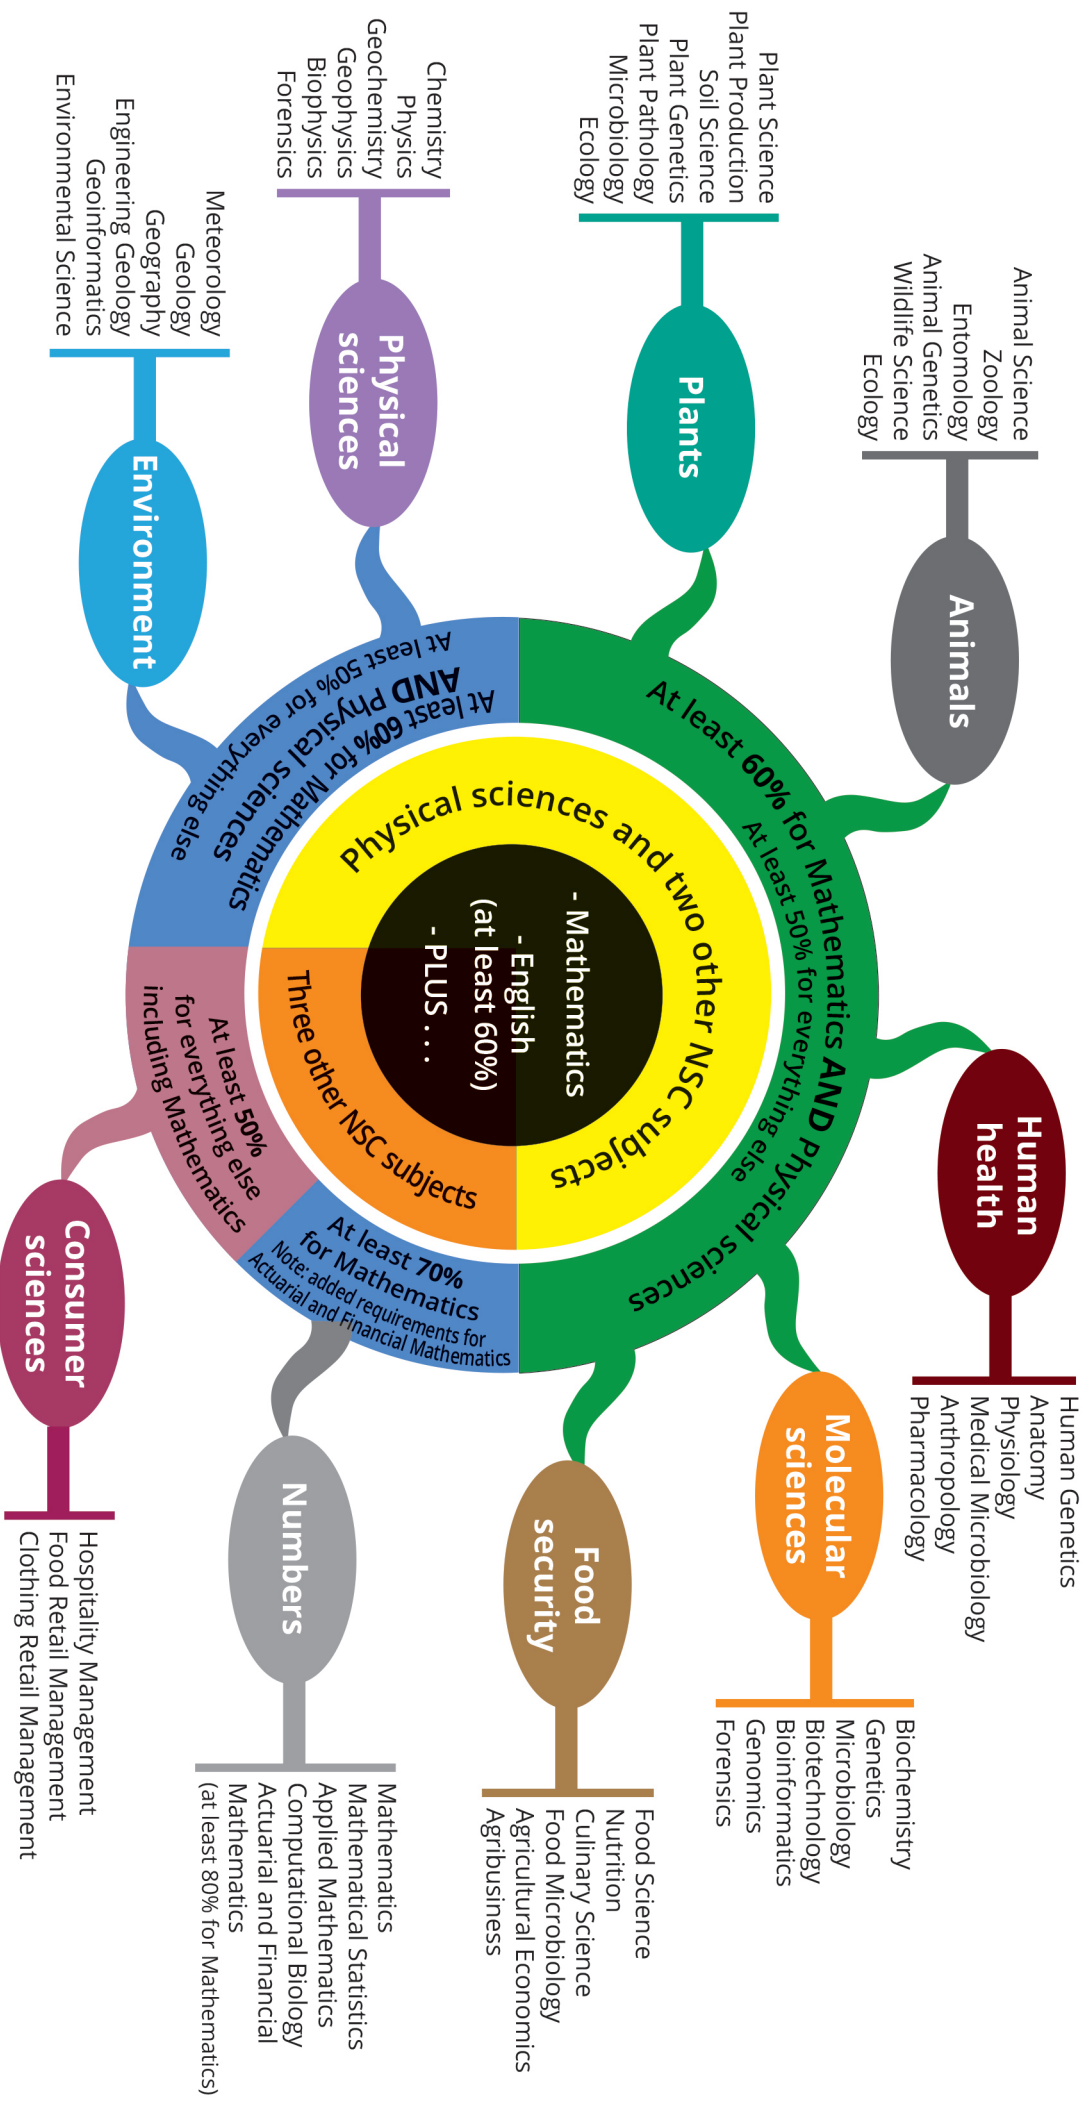 - Mathematics
- English
(at least 60%)
- PLUS . . .
Physical sciences and two other NSC subjects
Three other NSC subjects
At least 60% for Mathematics AND Physical sciences
At least 50% for everything else
At least 60% for Mathematics
AND Physical sciences
At least 50% for everything else
At least 50%
for everything else
including Mathematics
At least 70%
for Mathematics
Note: added requirements for
Actuarial and Financial Mathematics
Animals
Animal Science
Zoology
Entomology
Animal Genetics
Wildlife Science
Ecology
Human
health
Human Genetics
Anatomy
Physiology
Medical Microbiology
Anthropology
Pharmacology
Plants
Plant Science
Plant Production
Soil Science
Plant Genetics
Plant Pathology
Microbiology
Ecology
Molecular
sciences
Biochemistry
Genetics
Microbiology
Biotechnology
Bioinformatics
Genomics
Forensics
Physical
sciences
Chemistry
Physics
Geochemistry
Geophysics
Biophysics
Forensics
Food
security
Food Science
Nutrition
Culinary Science
Food Microbiology
Agricultural Economics
Agribusiness
Environment
Meteorology
Geology
Geography
Engineering Geology
Geoinformatics
Environmental Science
Numbers
Mathematics
Mathematical Statistics
Applied Mathematics
Computational Biology
Actuarial and Financial
Mathematics
(at least 80% for Mathematics)
Consumer
sciences
Hospitality Management
Food Retail Management
Clothing Retail Management